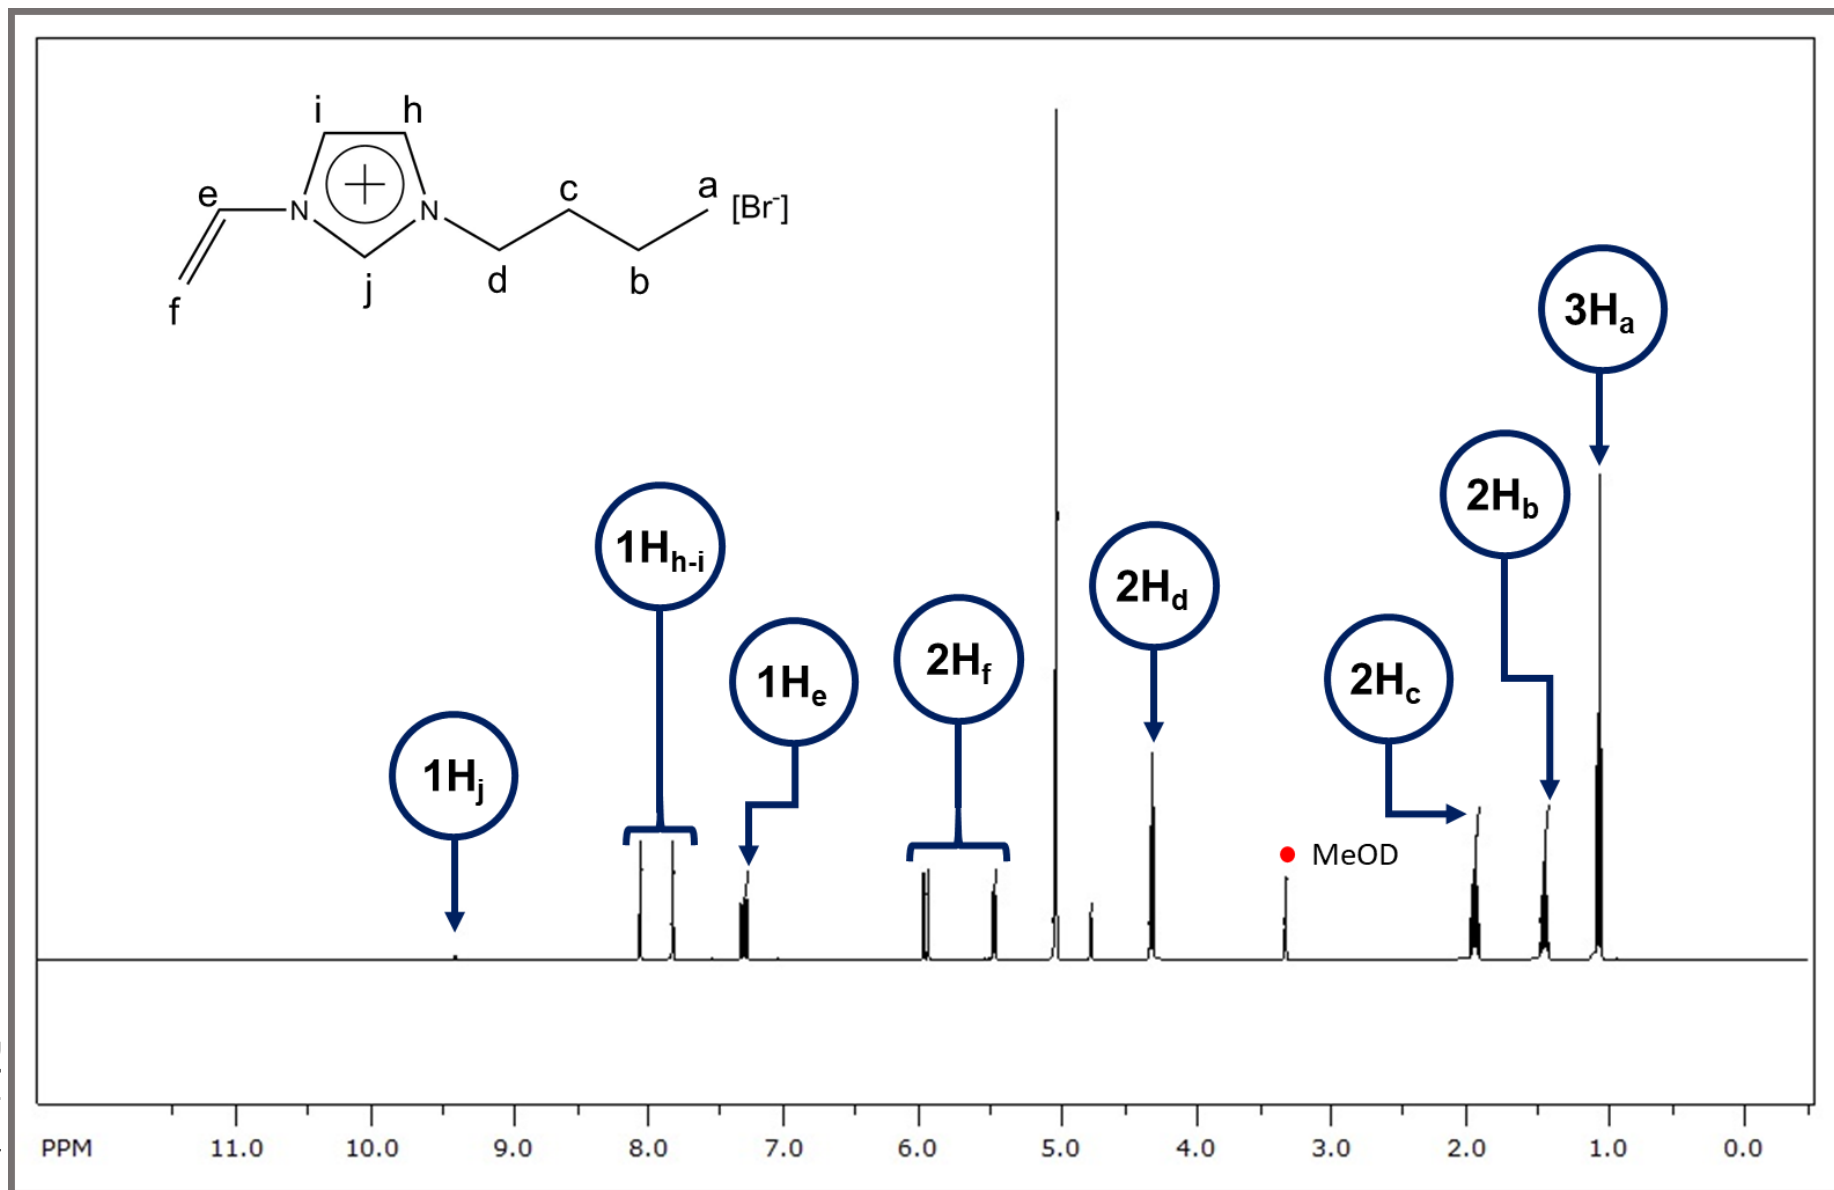 i h
e N N c a [Br⁻]
f j d b
3Hₐ
2H_b
1H_h-i
2H_d
2H_f
1H_e
2H_c
1H_j
MeOD
PPM 11.0 10.0 9.0 8.0 7.0 6.0 5.0 4.0 3.0 2.0 1.0 0.0